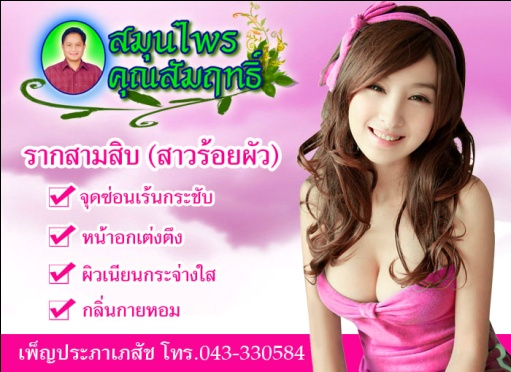 สมุนไพร
คุณสัมฤทธิ์
รากสามสิบ (สาวร้อยผัว)
จุดซ่อนเร้นกระชับ
หน้าอกเต่งตึง
ผิวเนียนกระจ่างใส
กลิ่นกายหอม
เพ็ญประภาเภสัช โทร.043-330584